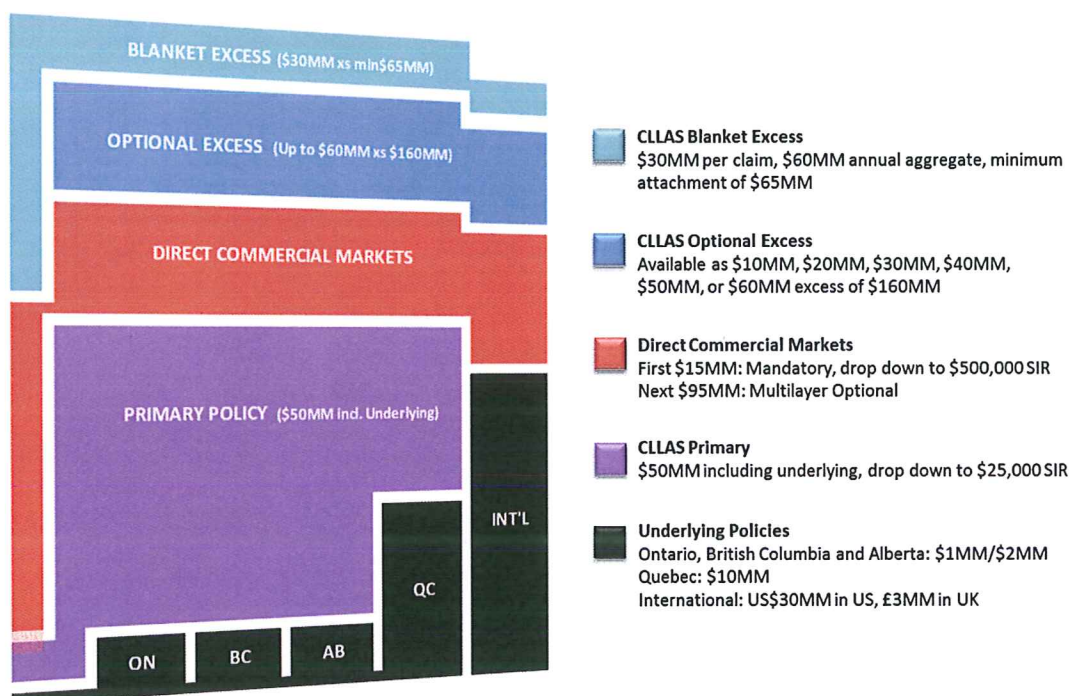 BLANKET EXCESS ($30MM xs min$65MM)
OPTIONAL EXCESS (Up to $60MM xs $160MM)
DIRECT COMMERCIAL MARKETS
PRIMARY POLICY ($50MM incl. Underlying)
INT'L
QC
ON
BC
AB
CLLAS Blanket Excess
$30MM per claim, $60MM annual aggregate, minimum
attachment of $65MM
CLLAS Optional Excess
Available as $10MM, $20MM, $30MM, $40MM,
$50MM, or $60MM excess of $160MM
Direct Commercial Markets
First $15MM: Mandatory, drop down to $500,000 SIR
Next $95MM: Multilayer Optional
CLLAS Primary
$50MM including underlying, drop down to $25,000 SIR
Underlying Policies
Ontario, British Columbia and Alberta: $1MM/$2MM
Quebec: $10MM
International: US$30MM in US, £3MM in UK